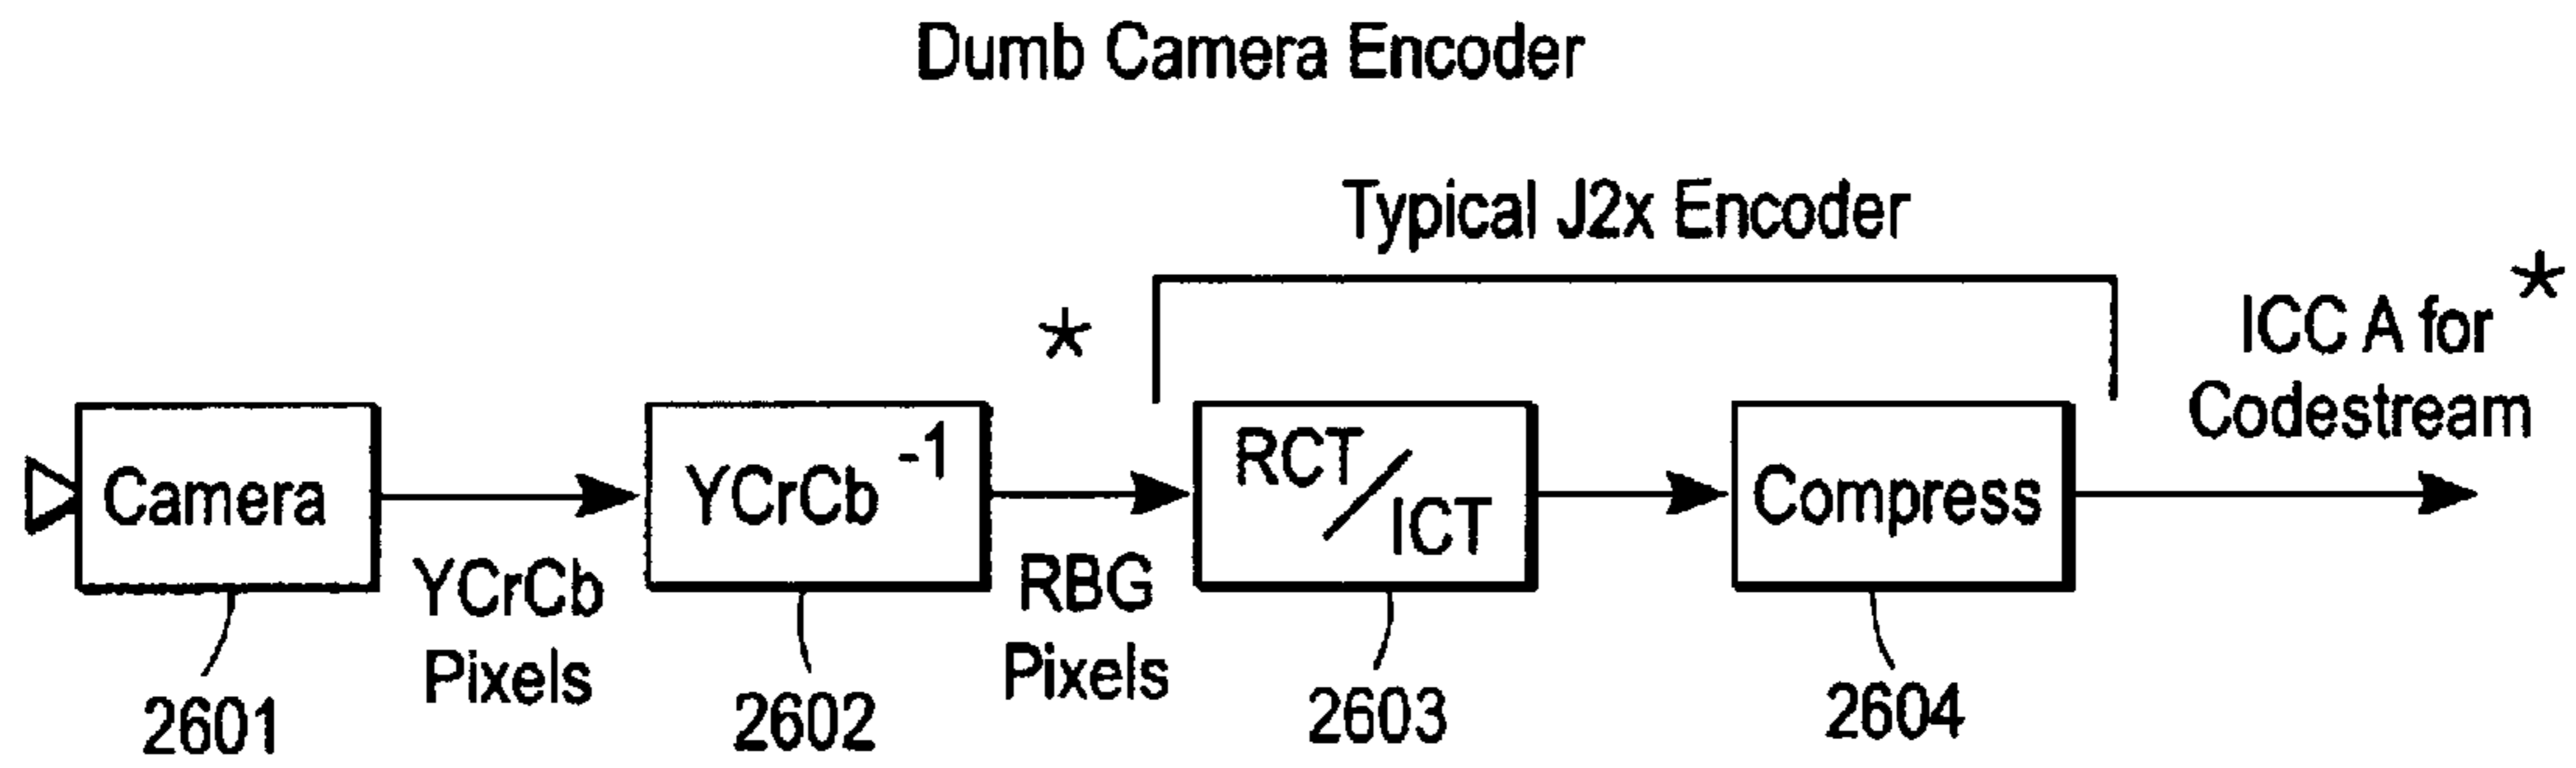 Dumb Camera Encoder
Typical J2x Encoder
*
*
ICC A for
Codestream
Camera
YCrCb
Pixels
YCrCb -1
RBG
Pixels
RCT/ICT
Compress
2601
2602
2603
2604